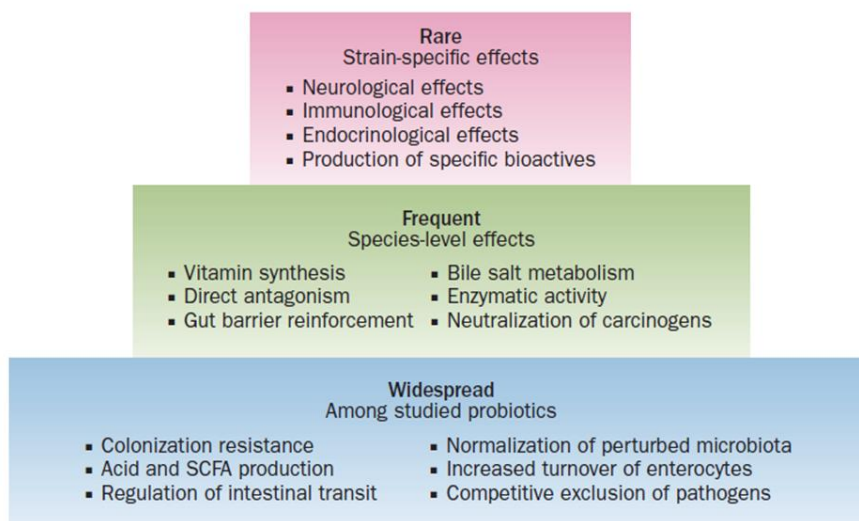 Rare
Strain-specific effects
▪ Neurological effects
▪ Immunological effects
▪ Endocrinological effects
▪ Production of specific bioactives
Frequent
Species-level effects
▪ Vitamin synthesis
▪ Direct antagonism
▪ Gut barrier reinforcement
▪ Bile salt metabolism
▪ Enzymatic activity
▪ Neutralization of carcinogens
Widespread
Among studied probiotics
▪ Colonization resistance
▪ Acid and SCFA production
▪ Regulation of intestinal transit
▪ Normalization of perturbed microbiota
▪ Increased turnover of enterocytes
▪ Competitive exclusion of pathogens